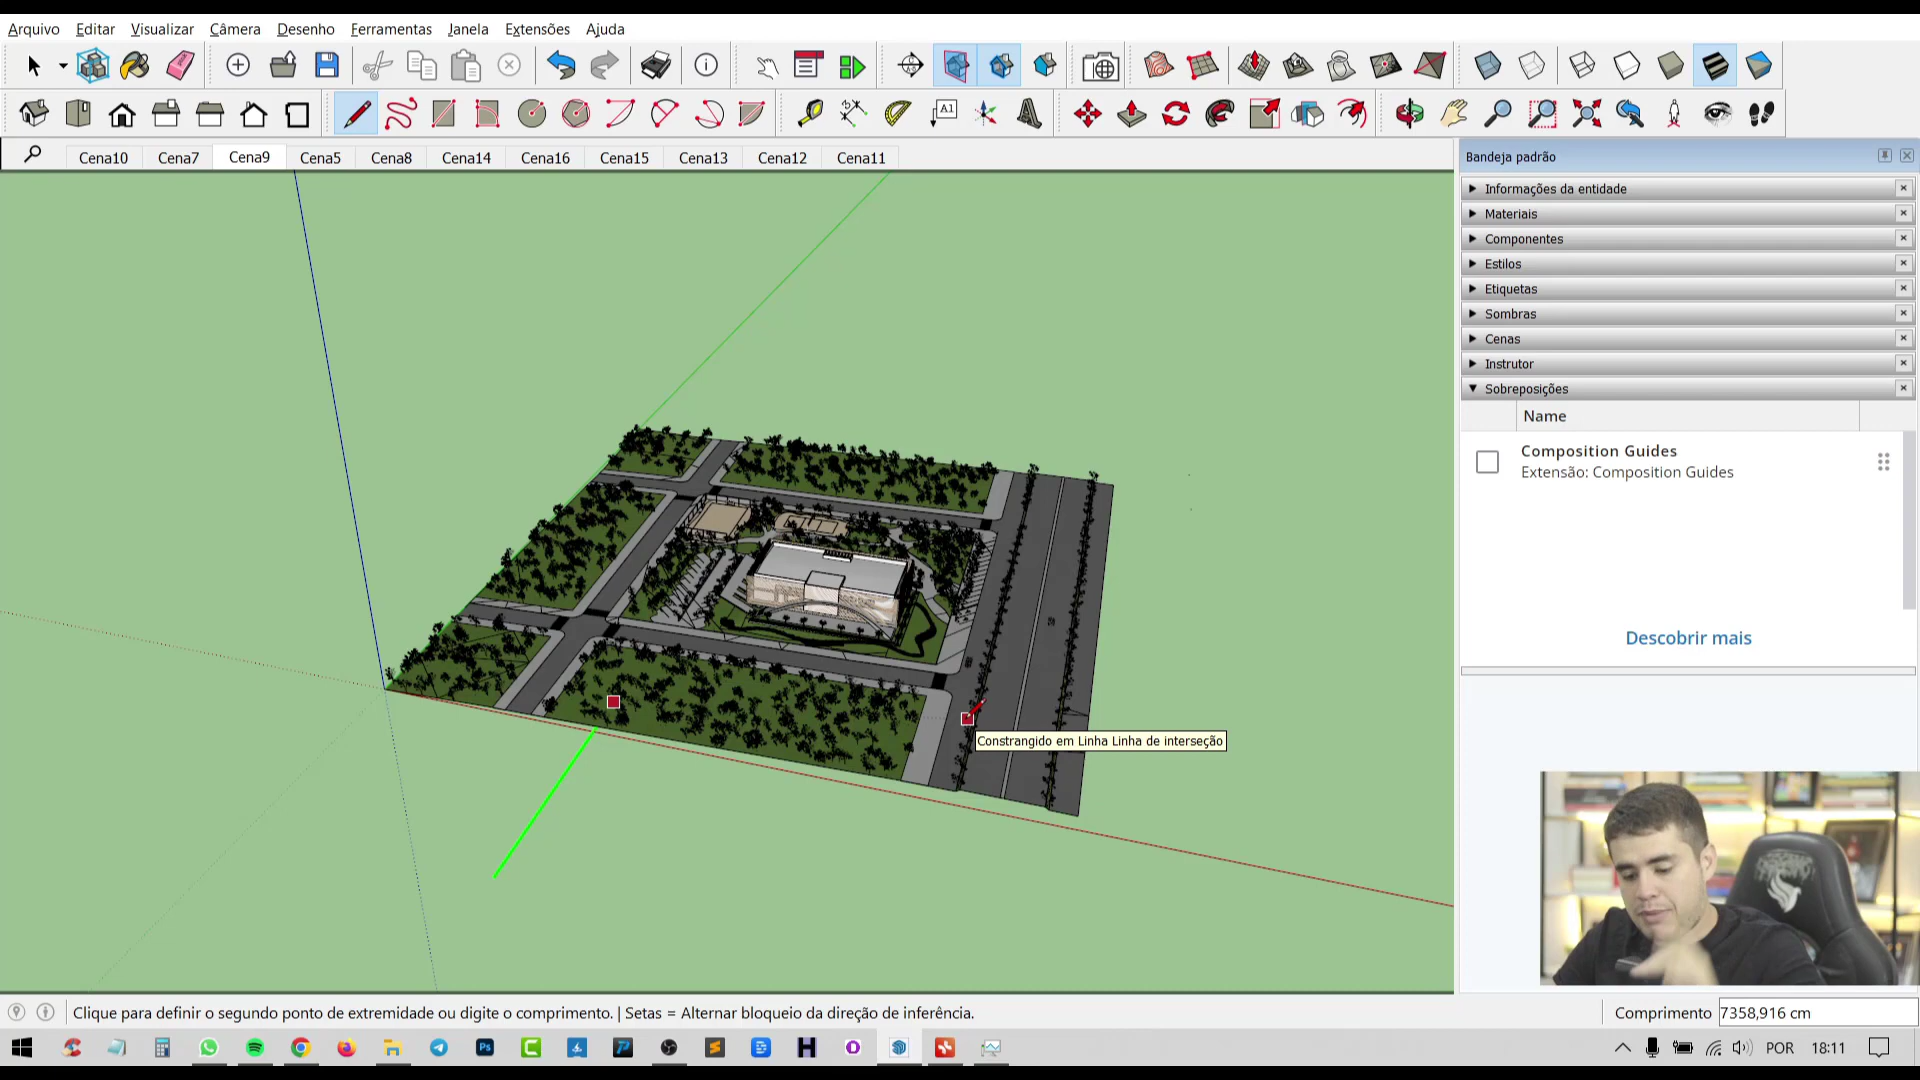 Arquivo Editar Visualizar Câmera Desenho Ferramentas Janela Extensões Ajuda
A1
Cena10 Cena7 Cena9 Cena5 Cena8 Cena14 Cena16 Cena15 Cena13 Cena12 Cena11
Bandeja padrão
Informações da entidade
Materiais
Componentes
Estilos
Etiquetas
Sombras
Cenas
Instrutor
Sobreposições
Name
Composition Guides
Extensão: Composition Guides
Descobrir mais
Constrangido em Linha Linha de interseção
Clique para definir o segundo ponto de extremidade ou digite o comprimento. | Setas = Alternar bloqueio da direção de inferência.
Comprimento 7358,916 cm
Ps
POR 18:11